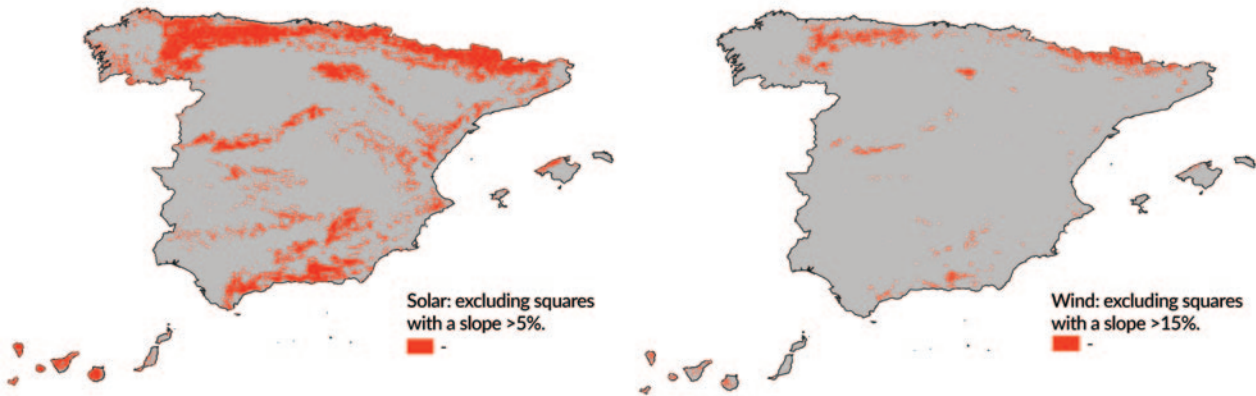 Solar: excluding squares
with a slope >5%.
-
Wind: excluding squares
with a slope >15%.
-